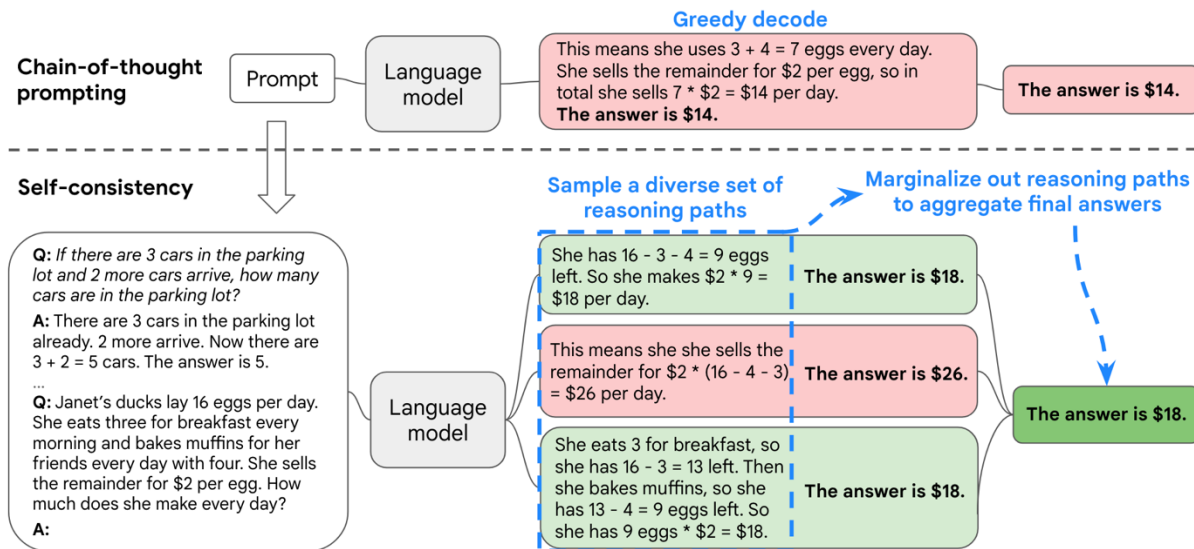 Greedy decode
Chain-of-thought
prompting
Prompt
Language
model
This means she uses 3 + 4 = 7 eggs every day.
She sells the remainder for $2 per egg, so in
total she sells 7 * $2 = $14 per day.
The answer is $14.
The answer is $14.
Self-consistency
Sample a diverse set of
reasoning paths
Marginalize out reasoning paths
to aggregate final answers
Q: If there are 3 cars in the parking
lot and 2 more cars arrive, how many
cars are in the parking lot?
A: There are 3 cars in the parking lot
already. 2 more arrive. Now there are
3 + 2 = 5 cars. The answer is 5.
...
Q: Janet's ducks lay 16 eggs per day.
She eats three for breakfast every
morning and bakes muffins for her
friends every day with four. She sells
the remainder for $2 per egg. How
much does she make every day?
A:
Language
model
She has 16 - 3 - 4 = 9 eggs
left. So she makes $2 * 9 =
$18 per day.
The answer is $18.
This means she she sells the
remainder for $2 * (16 - 4 - 3)
= $26 per day.
The answer is $26.
She eats 3 for breakfast, so
she has 16 - 3 = 13 left. Then
she bakes muffins, so she
has 13 - 4 = 9 eggs left. So
she has 9 eggs * $2 = $18.
The answer is $18.
The answer is $18.